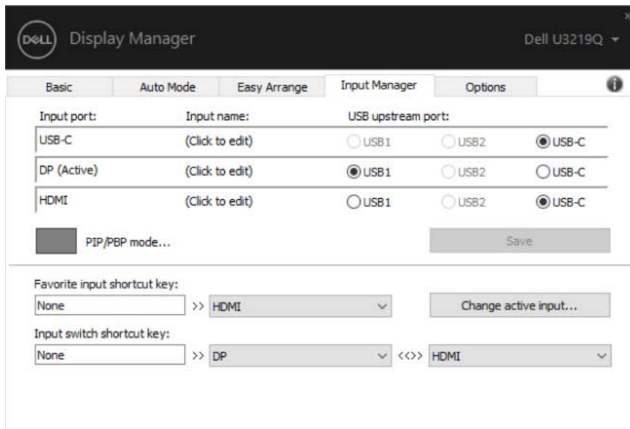 x
DELL Display Manager Dell U3219Q
Basic Auto Mode Easy Arrange Input Manager Options i
Input port: Input name: USB upstream port:
USB-C (Click to edit) USB1 USB2 USB-C
DP (Active) (Click to edit) USB1 USB2 USB-C
HDMI (Click to edit) USB1 USB2 USB-C
PIP/PBP mode... Save
Favorite input shortcut key:
None >> HDMI Change active input...
Input switch shortcut key:
None >> DP <<>> HDMI